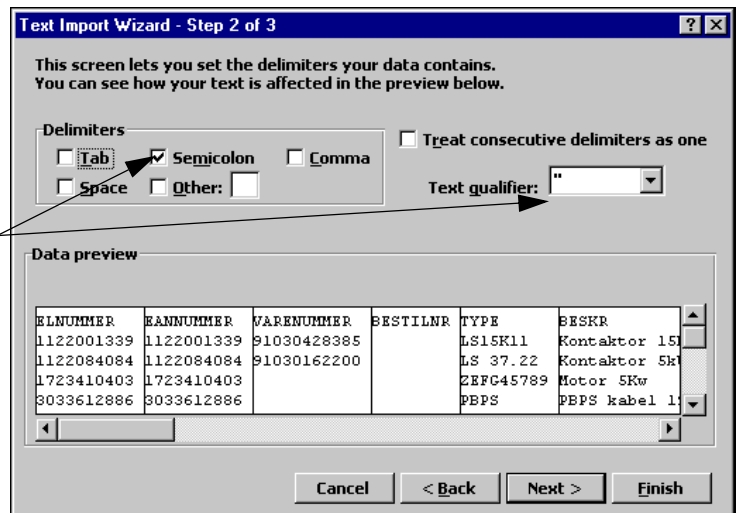 Text Import Wizard - Step 2 of 3
This screen lets you set the delimiters your data contains.
You can see how your text is affected in the preview below.
Delimiters
Tab Semicolon Comma
Space Other:
Treat consecutive delimiters as one
Text qualifier: "
Data preview
ELNUMMER EANNUMMER VARENUMMER BESTILNR TYPE BESKR
1122001339 1122001339 91030428385 LS15K11 Kontaktor 15
1122084084 1122084084 91030162200 LS 37.22 Kontaktor 5k
1723410403 1723410403 ZEFG45789 Motor 5Kw
3033612886 3033612886 PBPS PBPS kabel 1
Cancel < Back Next > Finish